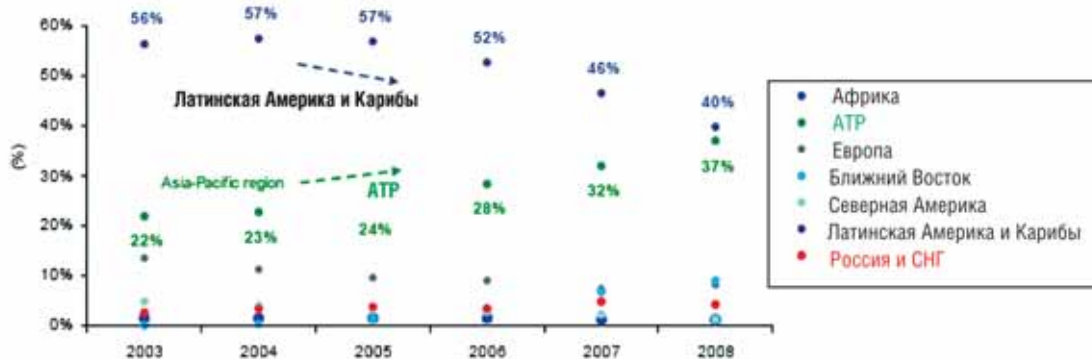 60%
50%
40%
30%
20%
10%
0%
(%)
56%
57%
57%
52%
46%
40%
Латинская Америка и Карибы
Asia-Pacific region
АТР
22%
23%
24%
28%
32%
37%
2003
2004
2005
2006
2007
2008
Африка
АТР
Европа
Ближний Восток
Северная Америка
Латинская Америка и Карибы
Россия и СНГ